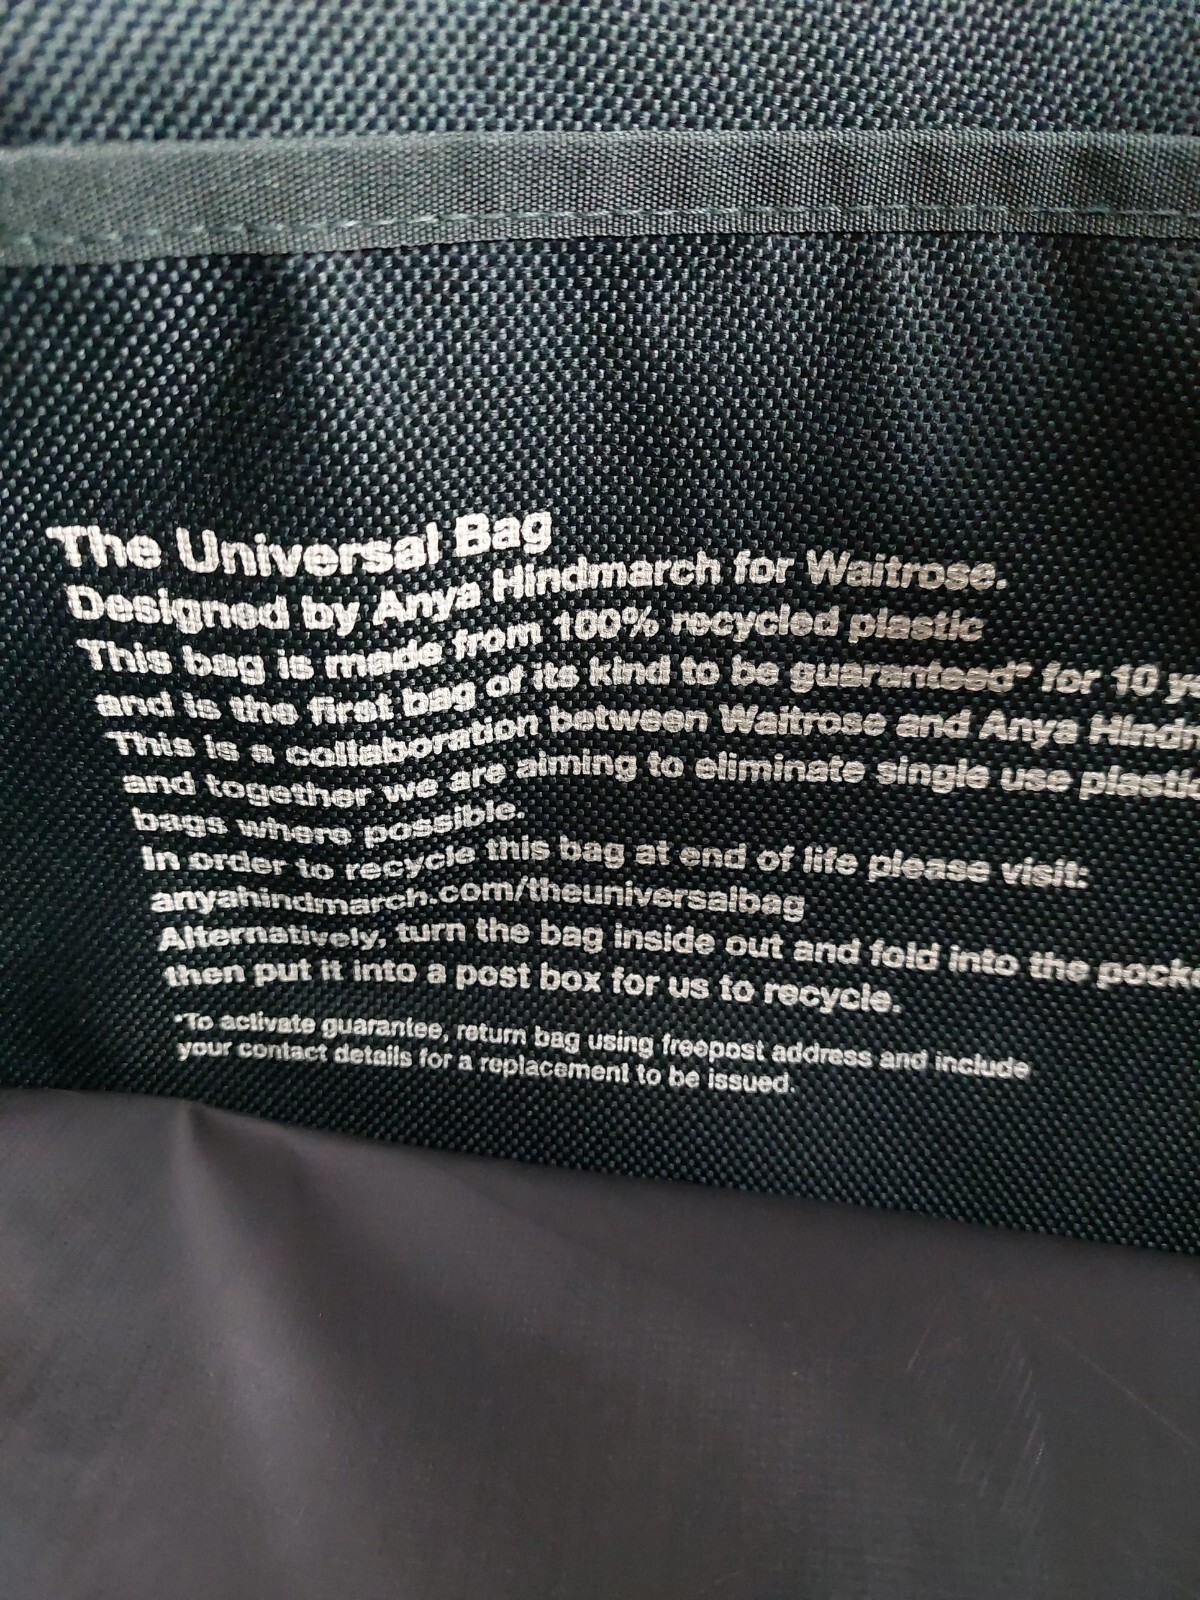 The Universal Bag
Designed by Anya Hindmarch for Waitrose.
This bag is made from 100% recycled plastic
and is the first bag of its kind to be guaranteed* for 10 y
This is a collaboration between Waitrose and Anya Hind
and together we are aiming to eliminate single use plastic
bags where possible.
In order to recycle this bag at end of life please visit:
anyahindmarch.com/theuniversalbag
Alternatively, turn the bag inside out and fold into the pocke
then put it into a post box for us to recycle.
*To activate guarantee, return bag using freepost address and include
your contact details for a replacement to be issued.